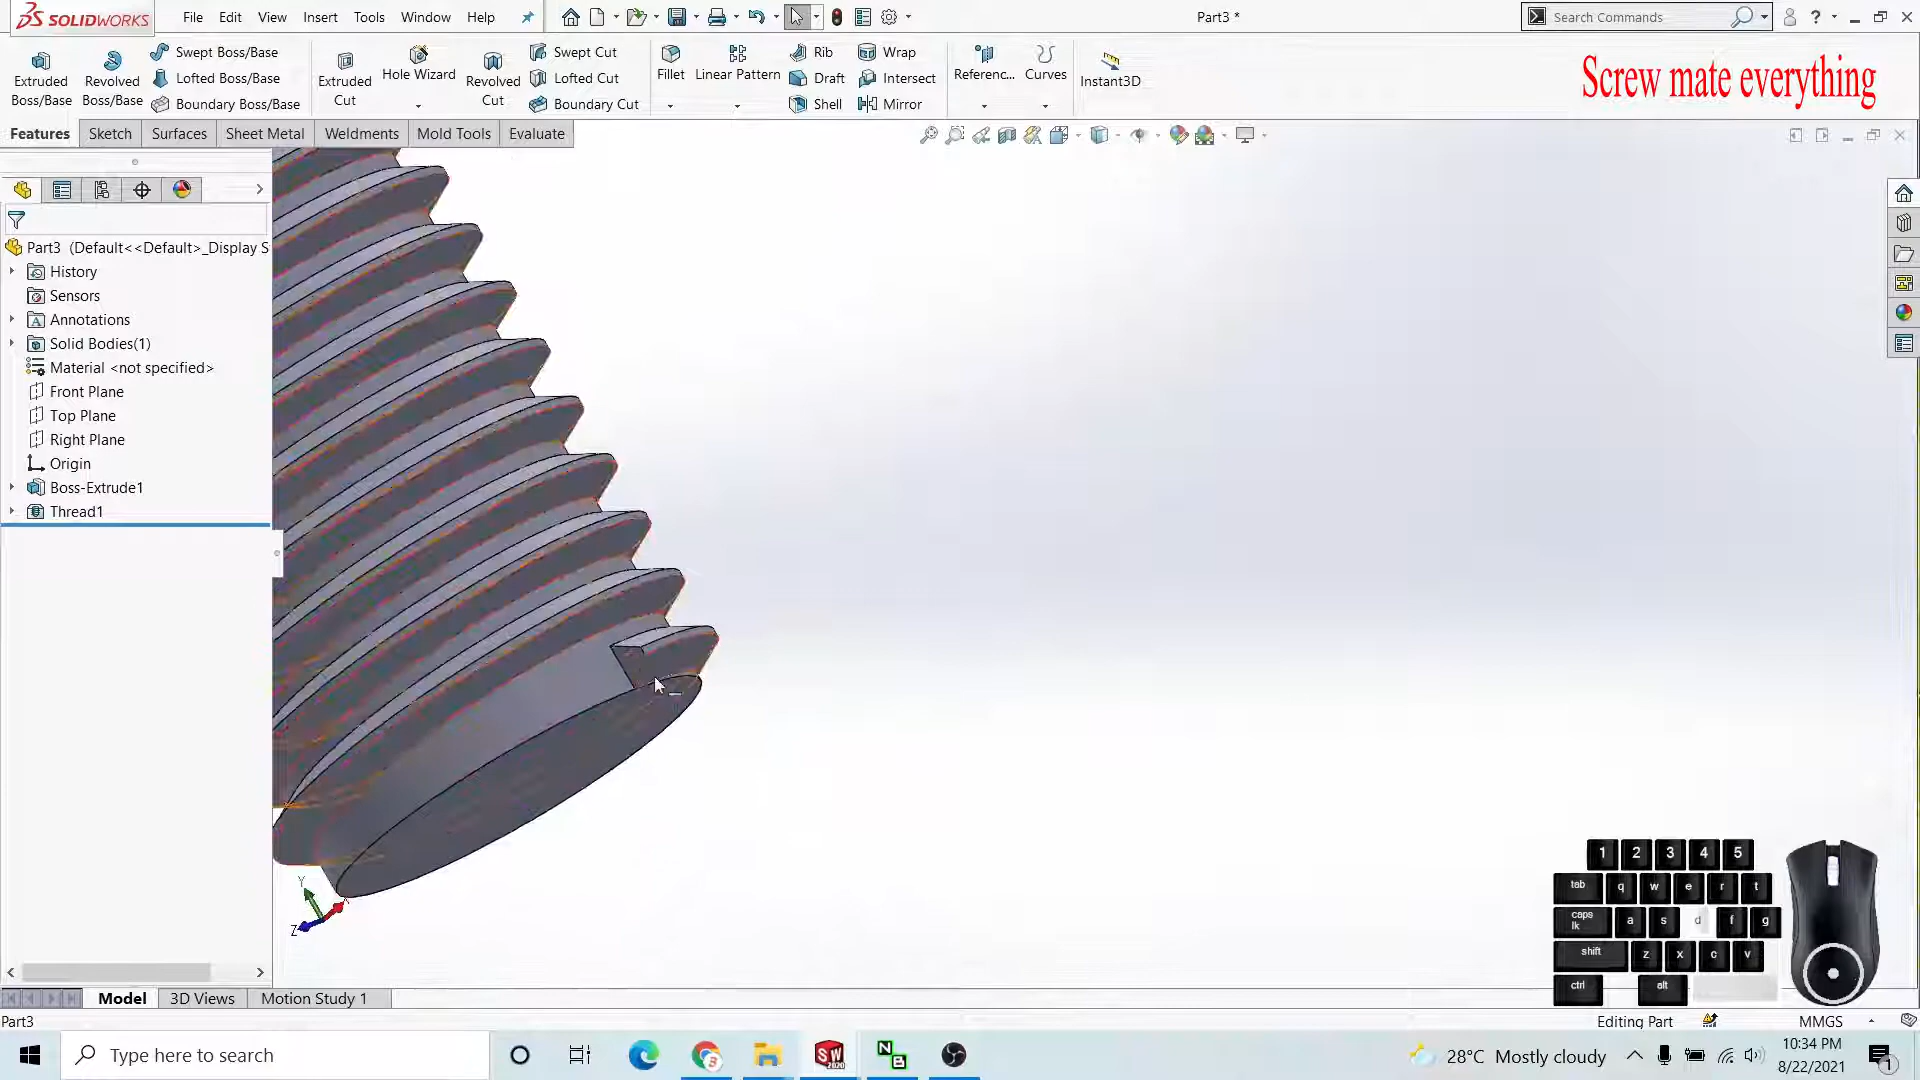 SOLIDWORKS File Edit View Insert Tools Window Help Part3 * Search Commands ?
Extruded Boss/Base
Revolved Boss/Base
Swept Boss/Base
Lofted Boss/Base
Boundary Boss/Base
Extruded Cut
Hole Wizard
Revolved Cut
Swept Cut
Lofted Cut
Boundary Cut
Fillet
Linear Pattern
Rib
Draft
Shell
Wrap
Intersect
Mirror
Referenc...
Curves
Instant3D
Screw mate everything
Features Sketch Surfaces Sheet Metal Weldments Mold Tools Evaluate
Part3 (Default<<Default>_Display S
History
Sensors
A Annotations
Solid Bodies(1)
Material <not specified>
Front Plane
Top Plane
Right Plane
Origin
Boss-Extrude1
Thread1
Y
Z
1 2 3 4 5
tab q w e r t
caps lk a s d f g
shift z x c v
ctrl alt
Model 3D Views Motion Study 1
Part3 Editing Part MMGS
Type here to search
SW 2020
N B
28°C Mostly cloudy
10:34 PM
8/22/2021
1